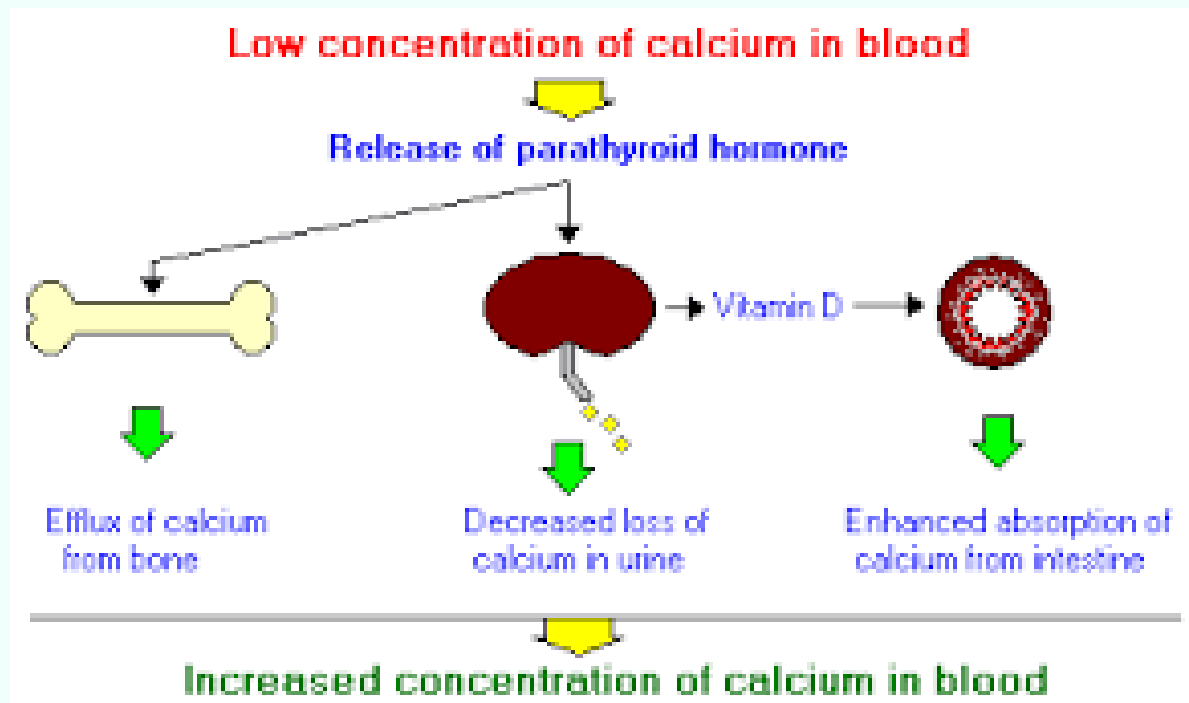 Low concentration of calcium in blood
Release of parathyroid hormone
Vitamin D
Efflux of calcium
from bone
Decreased loss of
calcium in urine
Enhanced absorption of
calcium from intestine
Increased concentration of calcium in blood